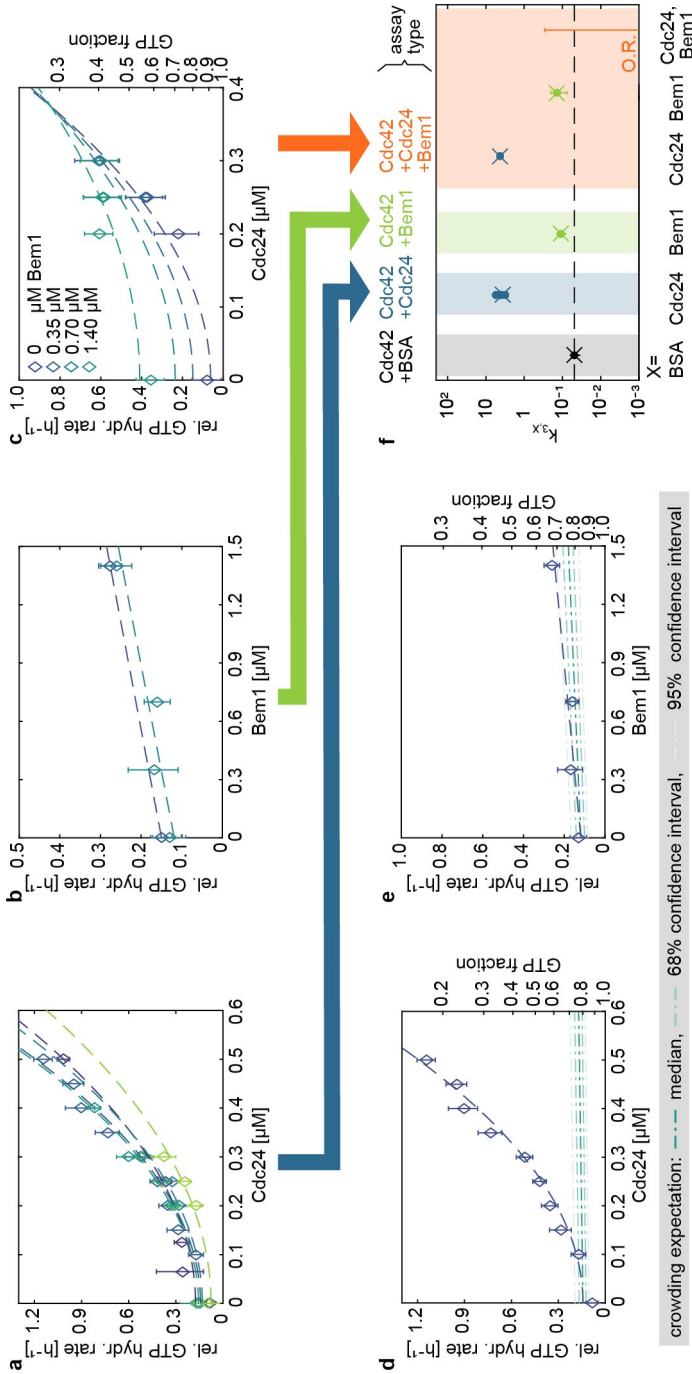 a
rel. GTP hydr. rate [h⁻¹]
1.2
0.9
0.6
0.3
0
0 0.1 0.2 0.3 0.4 0.5 0.6
Cdc24 [µM]
b
rel. GTP hydr. rate [h⁻¹]
0.5
0.4
0.3
0.2
0.1
0 0.3 0.6 0.9 1.2 1.5
Bem1 [µM]
c
rel. GTP hydr. rate [h⁻¹]
1.0
0.8
0.6
0.4
0.2
0
0 µM Bem1
0.35 µM
0.70 µM
1.40 µM
0 0.1 0.2 0.3 0.4
Cdc24 [µM]
GTP fraction
0.3
0.4
0.5
0.6
0.7
0.8
0.9
1.0
d
rel. GTP hydr. rate [h⁻¹]
1.2
0.9
0.6
0.3
0
0 0.1 0.2 0.3 0.4 0.5 0.6
Cdc24 [µM]
GTP fraction
0.2
0.3
0.4
0.5
0.6
0.8
1.0
e
rel. GTP hydr. rate [h⁻¹]
1.0
0.8
0.6
0.4
0.2
0
0 0.3 0.6 0.9 1.2 1.5
Bem1 [µM]
GTP fraction
0.3
0.4
0.5
0.6
0.7
0.8
0.9
1.0
f
Cdc42 +BSA
Cdc42 +Cdc24
Cdc42 +Bem1
Cdc42 +Cdc24 +Bem1
assay type
k₃,X
10²
10
1
10⁻¹
10⁻²
10⁻³
O.R.
X=
BSA Cdc24 Bem1 Cdc24 Bem1 Cdc24, Bem1
crowding expectation: median, 68% confidence interval, 95% confidence interval